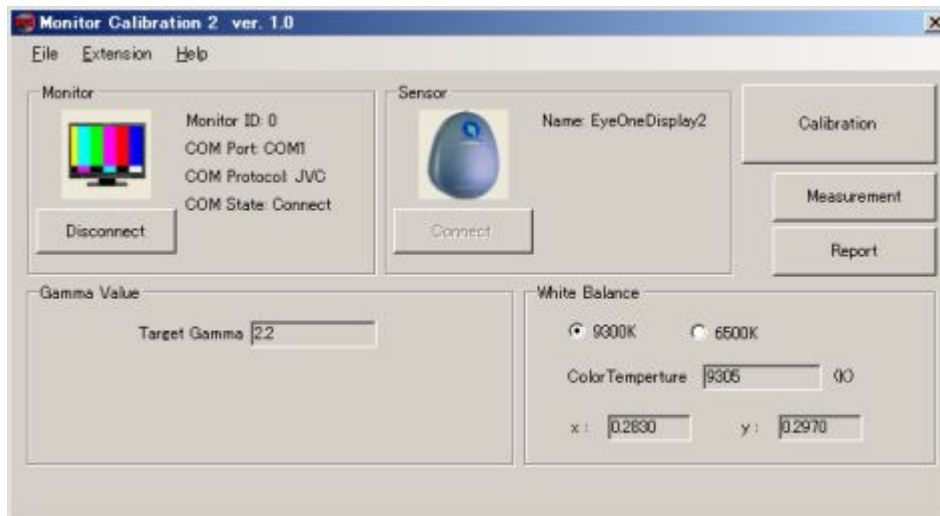 Monitor Calibration 2 ver. 1.0
File Extension Help
Monitor
Monitor ID: 0
COM Port: COM1
COM Protocol: JVC
COM State: Connect
Disconnect
Sensor
Name: EyeOneDisplay2
Connect
Calibration
Measurement
Report
Gamma Value
Target Gamma 2.2
White Balance
9300K 6500K
ColorTemperture 9305 (K)
x : 0.2830 y : 0.2970